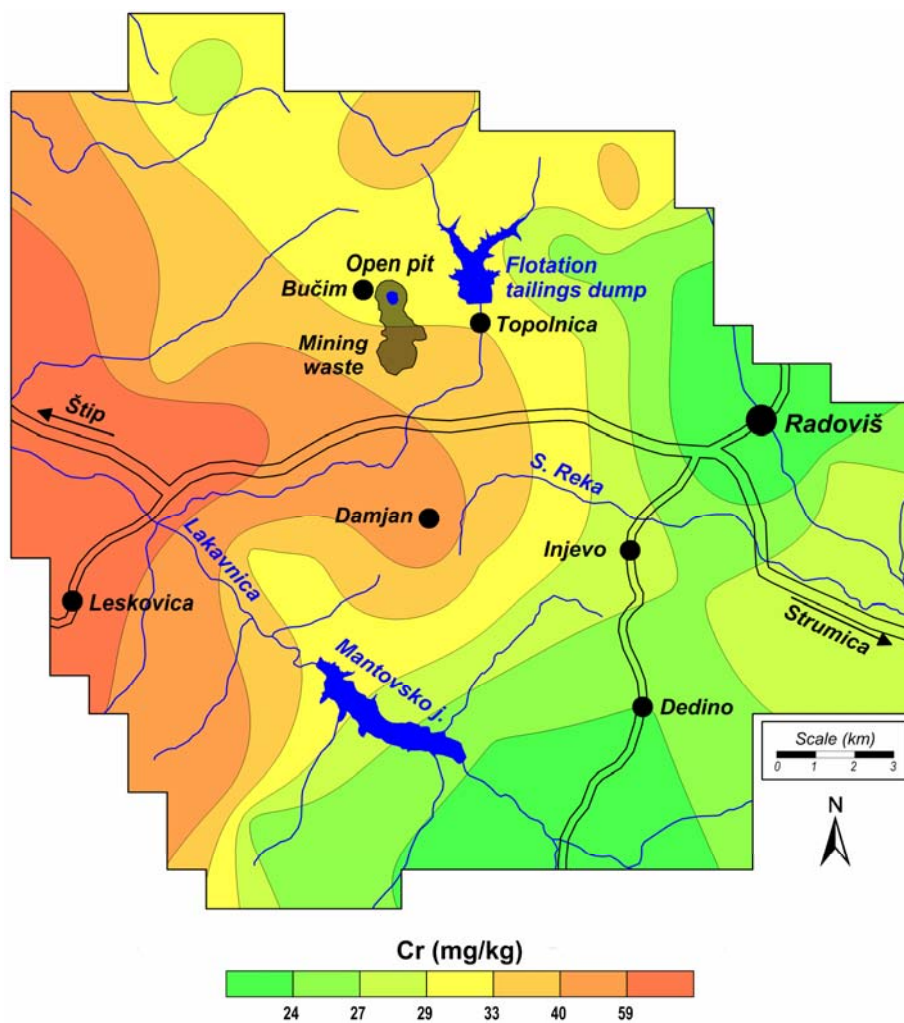 Open pit
Bučim
Flotation
tailings dump
Topolnica
Mining
waste
Štip
Radoviš
S. Reka
Damjan
Lakavnica
Injevo
Leskovica
Strumica
Mantovsko j.
Dedino
Scale (km)
0 1 2 3
N
Cr (mg/kg)
24 27 29 33 40 59